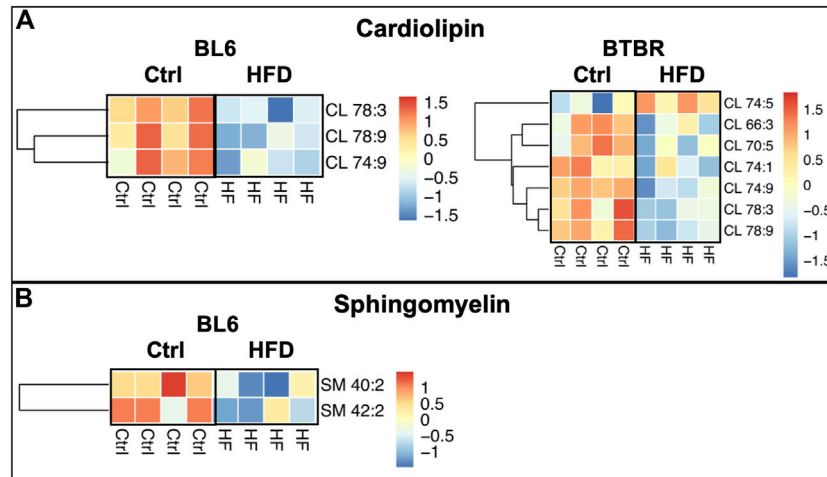 A
Cardiolipin
BL6
Ctrl HFD
CL 78:3
CL 78:9
CL 74:9
1.5
1
0.5
0
−0.5
−1
−1.5
Ctrl Ctrl Ctrl Ctrl HF HF HF HF
BTBR
Ctrl HFD
CL 74:5
CL 66:3
CL 70:5
CL 74:1
CL 74:9
CL 78:3
CL 78:9
1.5
1
0.5
0
−0.5
−1
−1.5
Ctrl Ctrl Ctrl Ctrl HF HF HF HF
B
Sphingomyelin
BL6
Ctrl HFD
SM 40:2
SM 42:2
1
0.5
0
−0.5
−1
Ctrl Ctrl Ctrl Ctrl HF HF HF HF